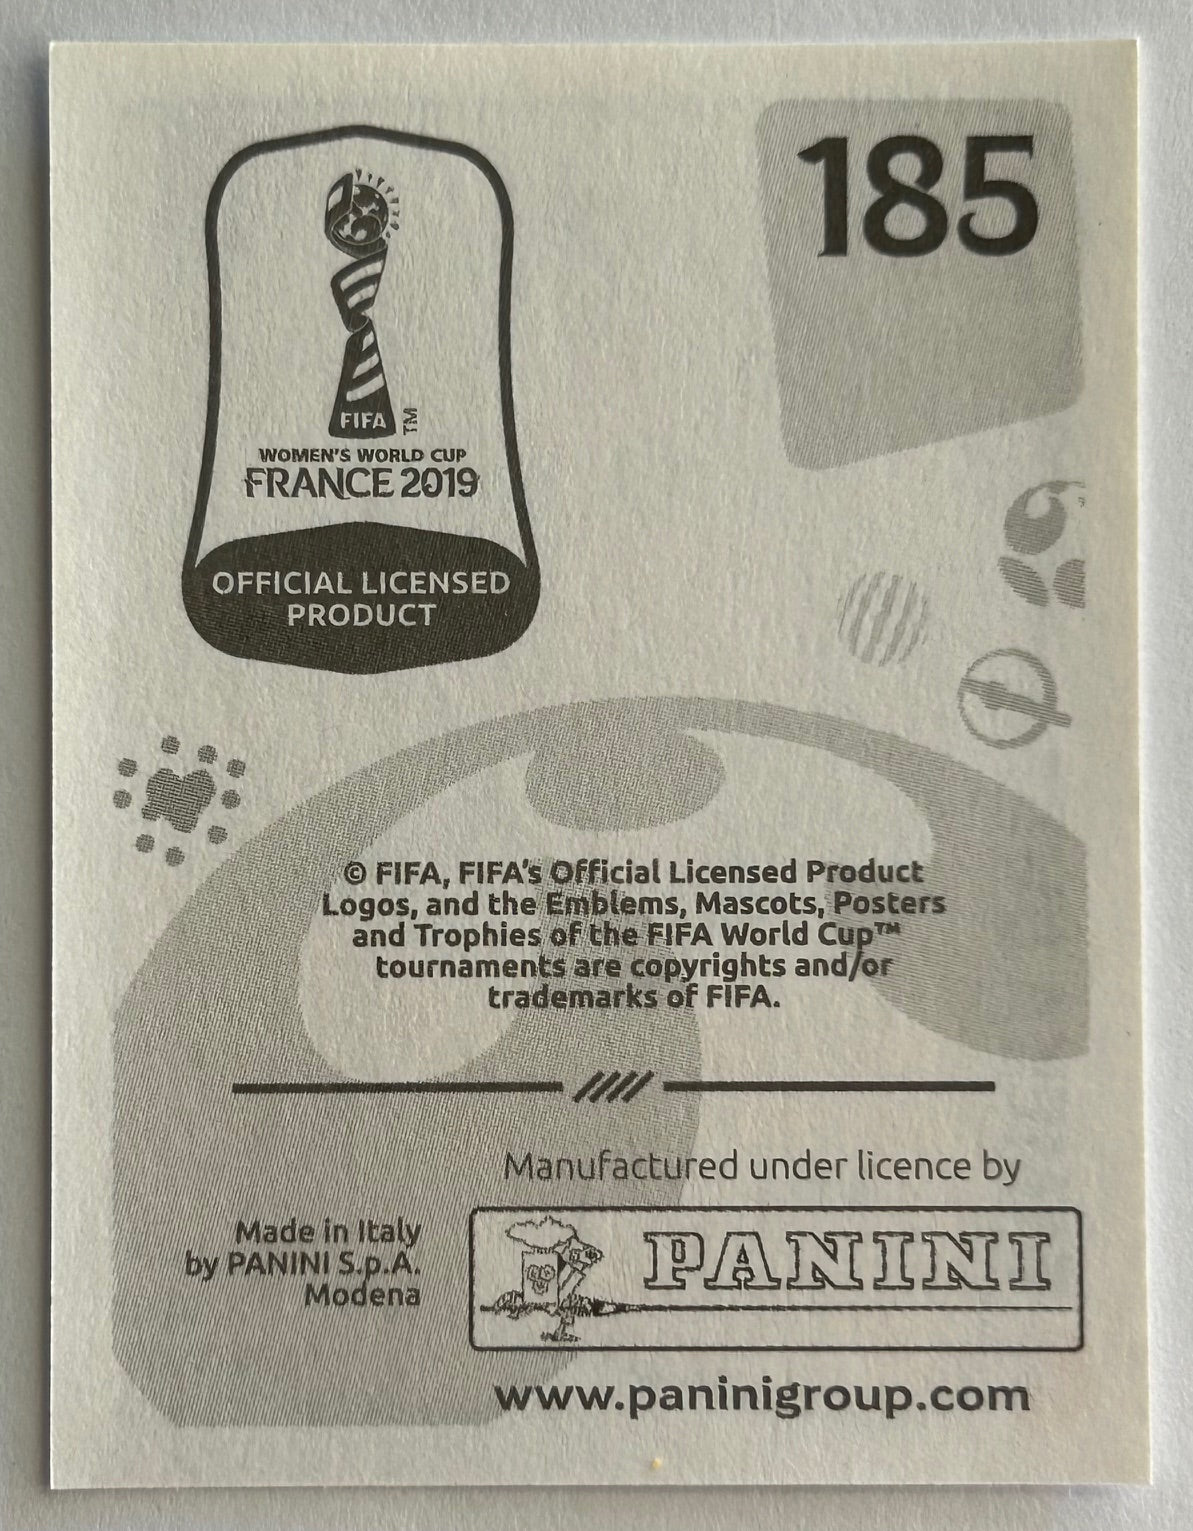 185
FIFA
TM
WOMEN'S WORLD CUP
FRANCE 2019
OFFICIAL LICENSED
PRODUCT
© FIFA, FIFA's Official Licensed Product
Logos, and the Emblems, Mascots, Posters
and Trophies of the FIFA World Cup™
tournaments are copyrights and/or
trademarks of FIFA.
Manufactured under licence by
Made in Italy
by PANINI S.p.A.
Modena
PANINI
www.paninigroup.com